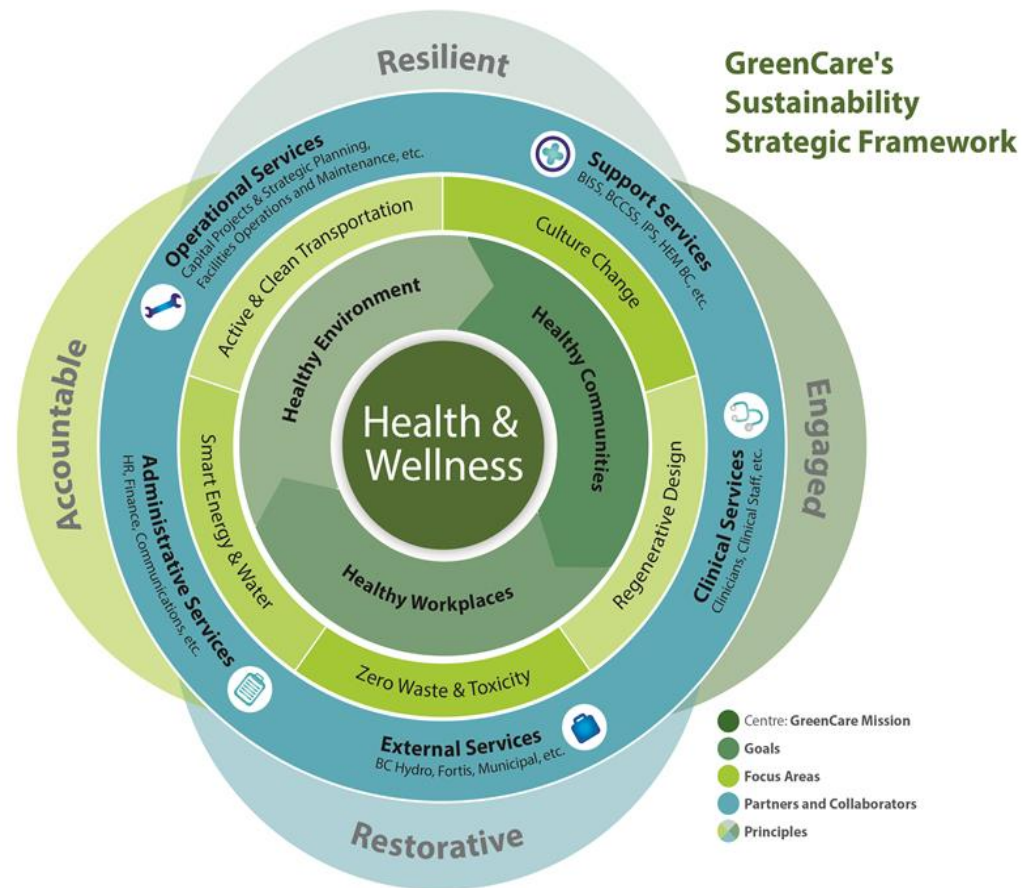 GreenCare's
Sustainability
Strategic Framework
Resilient
Engaged
Restorative
Accountable
Operational Services
Capital Projects & Strategic Planning,
Facilities Operations and Maintenance, etc.
Support Services
BISS, BCCSS, IPS, HEM BC, etc.
Clinical Services
Clinicians, Clinical Staff, etc.
External Services
BC Hydro, Fortis, Municipal, etc.
Administrative Services
HR, Finance, Communications, etc.
Active & Clean Transportation
Culture Change
Regenerative Design
Zero Waste & Toxicity
Smart Energy & Water
Healthy Environment
Healthy Communities
Healthy Workplaces
Health &
Wellness
Centre: GreenCare Mission
Goals
Focus Areas
Partners and Collaborators
Principles